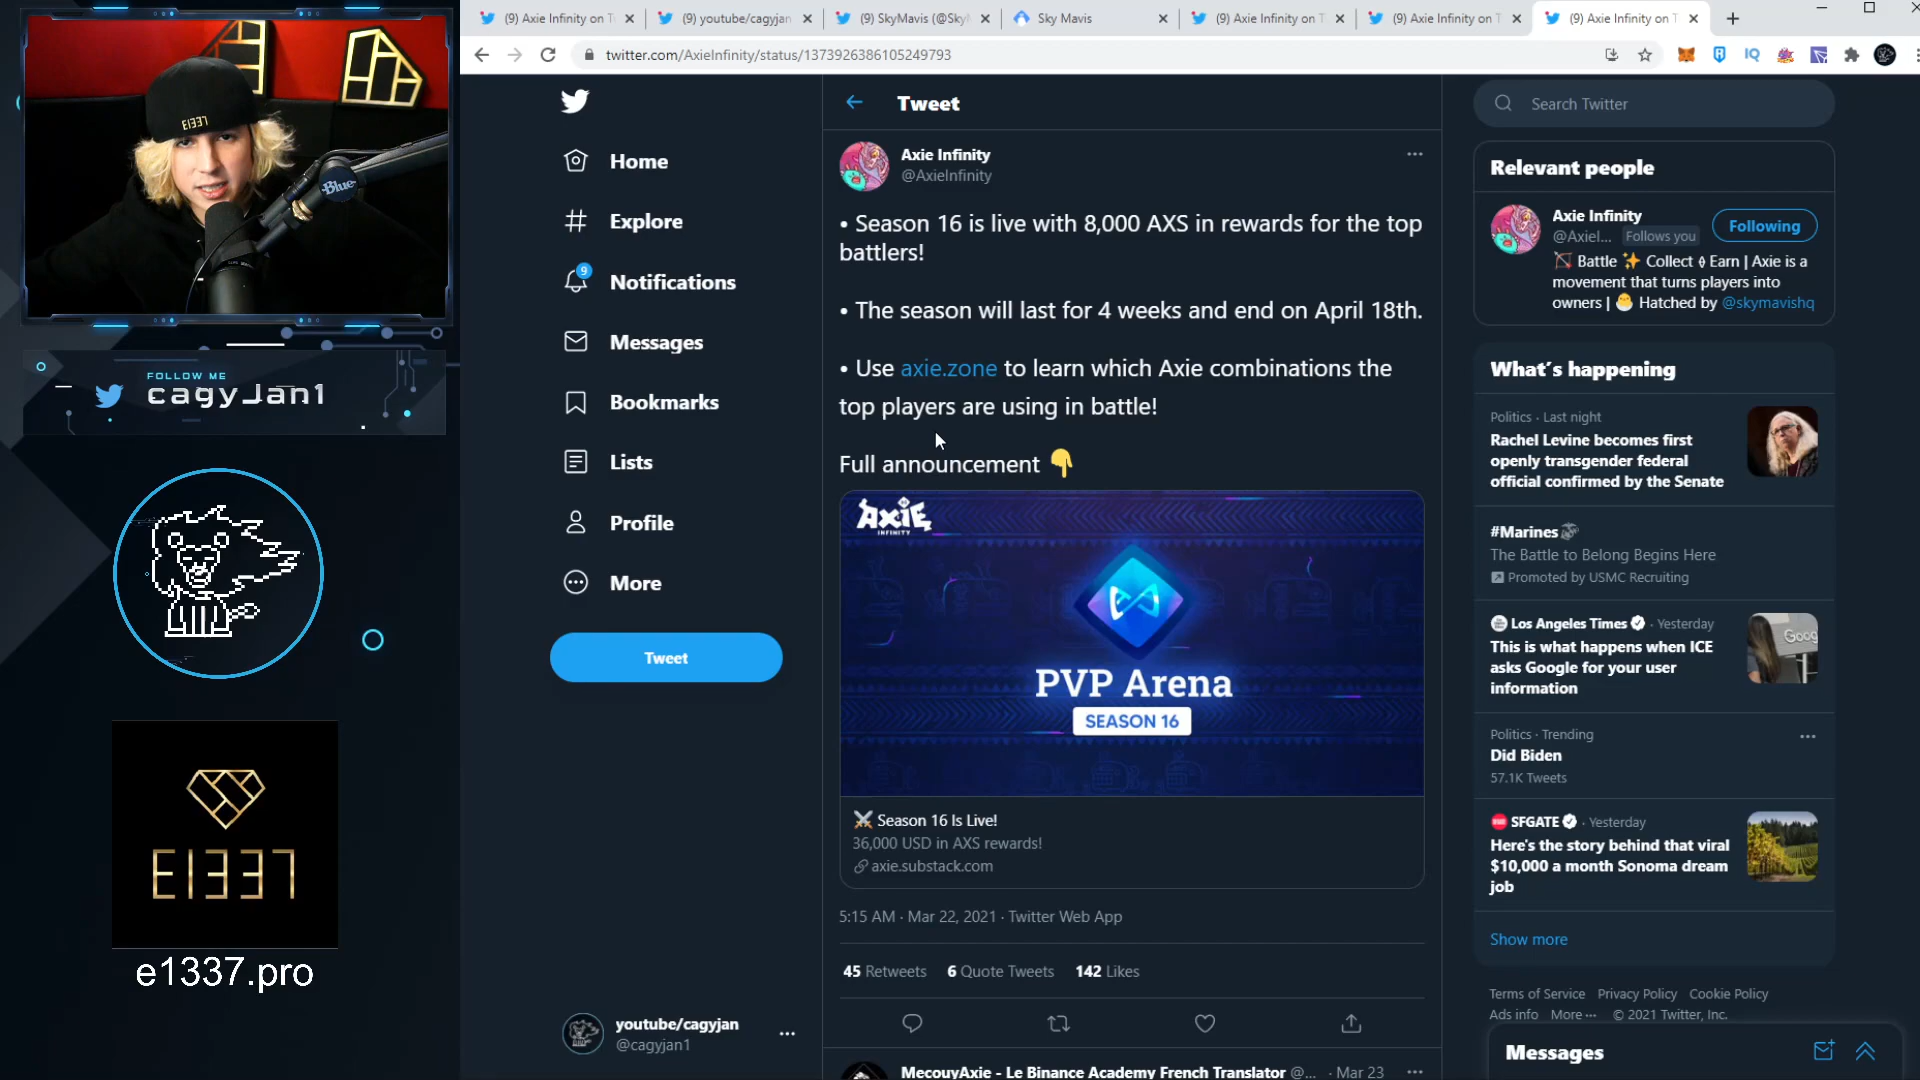 (9) Axie Infinity on T
(9) youtube/cagyjan
(9) SkyMavis (@Sky
Sky Mavis
(9) Axie Infinity on T
(9) Axie Infinity on T
(9) Axie Infinity on T
twitter.com/AxieInfinity/status/1373926386105249793
IQ
E1337
Blue
FOLLOW ME
cagyJan1
E1337
e1337.pro
Home
Explore
9
Notifications
Messages
Bookmarks
Lists
Profile
More
Tweet
youtube/cagyjan
@cagyjan1
Tweet
Axie Infinity
@AxieInfinity
• Season 16 is live with 8,000 AXS in rewards for the top
battlers!
• The season will last for 4 weeks and end on April 18th.
• Use axie.zone to learn which Axie combinations the
top players are using in battle!
Full announcement 👇
AXIE
INFINITY
PVP Arena
SEASON 16
⚔ Season 16 Is Live!
36,000 USD in AXS rewards!
axie.substack.com
5:15 AM · Mar 22, 2021 · Twitter Web App
45 Retweets 6 Quote Tweets 142 Likes
MecouyAxie - Le Binance Academy French Translator @... · Mar 23
Search Twitter
Relevant people
Axie Infinity
@Axiel... Follows you
Following
🏹 Battle ✨ Collect ⚱ Earn | Axie is a
movement that turns players into
owners | 🐣 Hatched by @skymavishq
What's happening
Politics · Last night
Rachel Levine becomes first
openly transgender federal
official confirmed by the Senate
#Marines
The Battle to Belong Begins Here
Promoted by USMC Recruiting
Los Angeles Times · Yesterday
This is what happens when ICE
asks Google for your user
information
Goog
Politics · Trending
Did Biden
57.1K Tweets
SFGATE · Yesterday
Here's the story behind that viral
$10,000 a month Sonoma dream
job
Show more
Terms of Service Privacy Policy Cookie Policy
Ads info More ··· © 2021 Twitter, Inc.
Messages